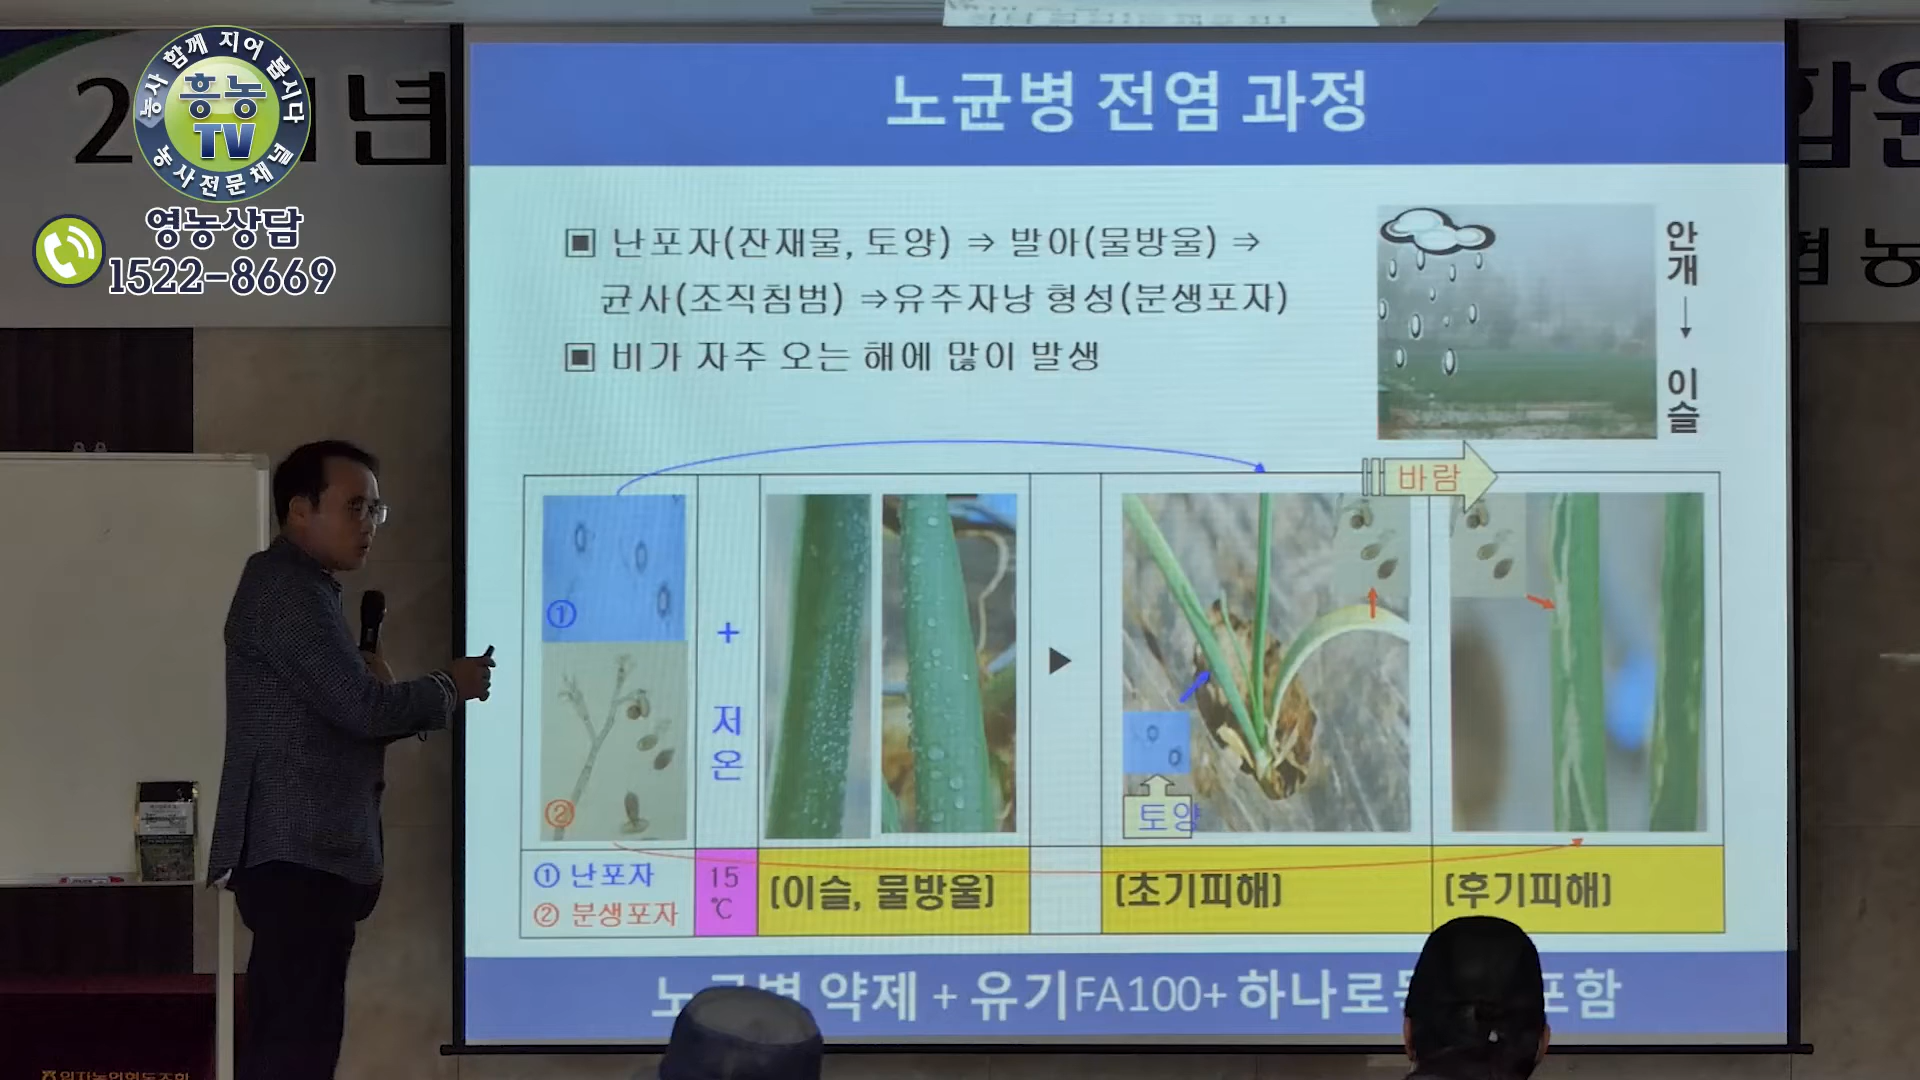 농사 함께 지어 봅시다
흥농
TV
농사전문채널
영농상담
1522-8669
노균병 전염 과정
▣ 난포자(잔재물, 토양) ⇒ 발아(물방울) ⇒
균사(조직침범) ⇒유주자낭 형성(분생포자)
▣ 비가 자주 오는 해에 많이 발생
안개
↓
이슬
바람
①
②
+
저온
토양
① 난포자
② 분생포자
15
℃
(이슬, 물방울)
(초기피해)
(후기피해)
약제 + 유기FA100+ 하나로
포함